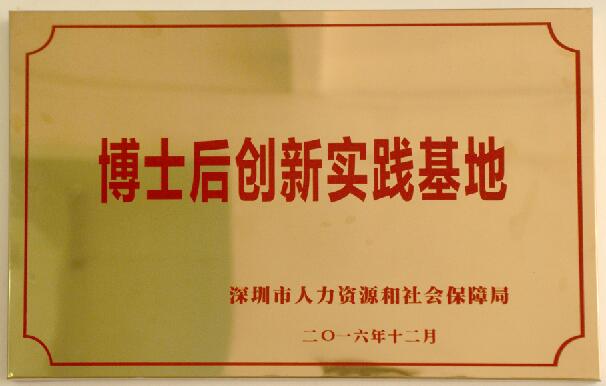 博士后创新实践基地
深圳市人力资源和社会保障局
二〇一六年十二月